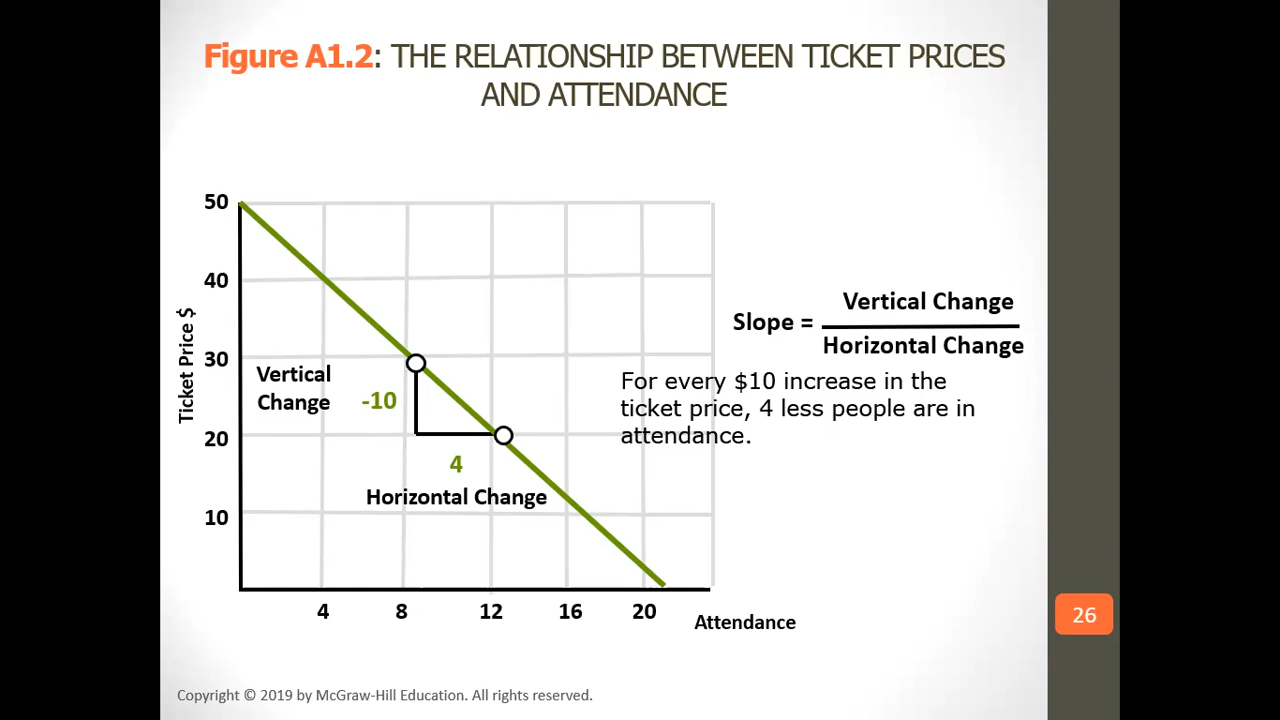 Figure A1.2: THE RELATIONSHIP BETWEEN TICKET PRICES
AND ATTENDANCE
50
40
30
20
10
Ticket Price $
Vertical
Change
-10
4
Horizontal Change
4
8
12
16
20
Attendance
Slope =
Vertical Change
Horizontal Change
For every $10 increase in the
ticket price, 4 less people are in
attendance.
26
Copyright © 2019 by McGraw-Hill Education. All rights reserved.